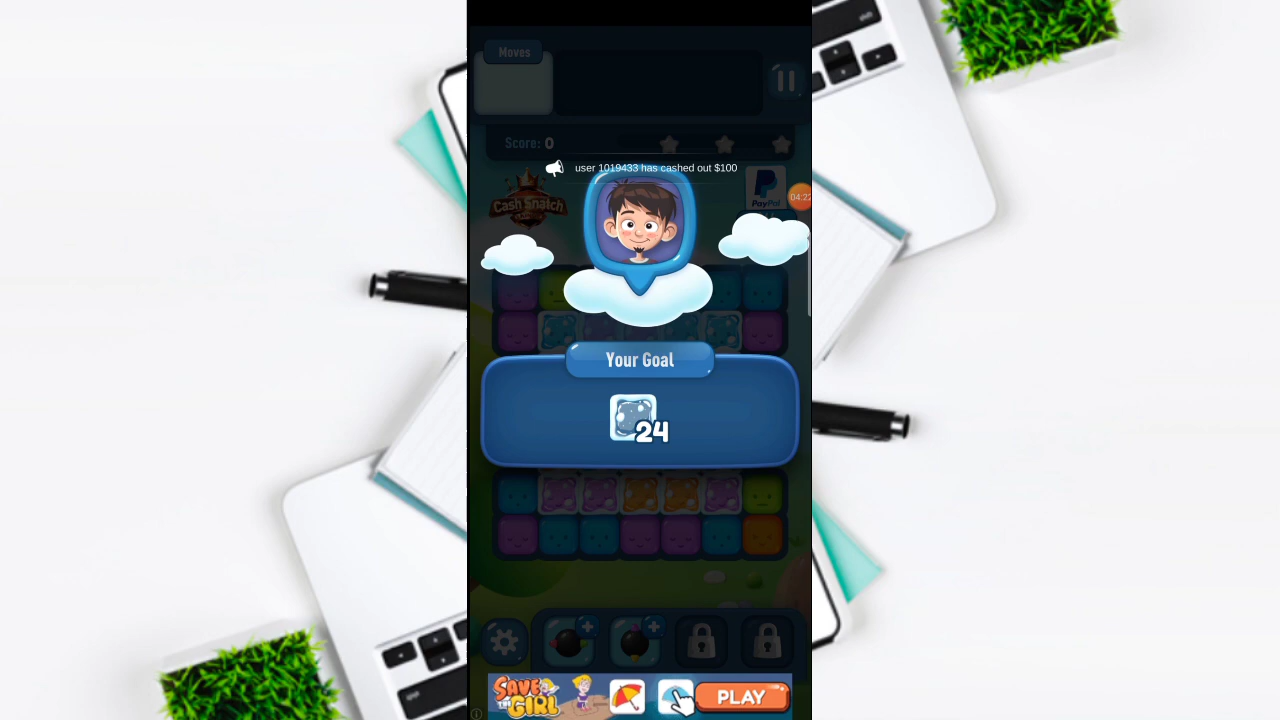 Moves
Score: 0
user 1019433 has cashed out $100
Cash Snatch
PayPal
04:22
Your Goal
24
SAVE THE GIRL
PLAY